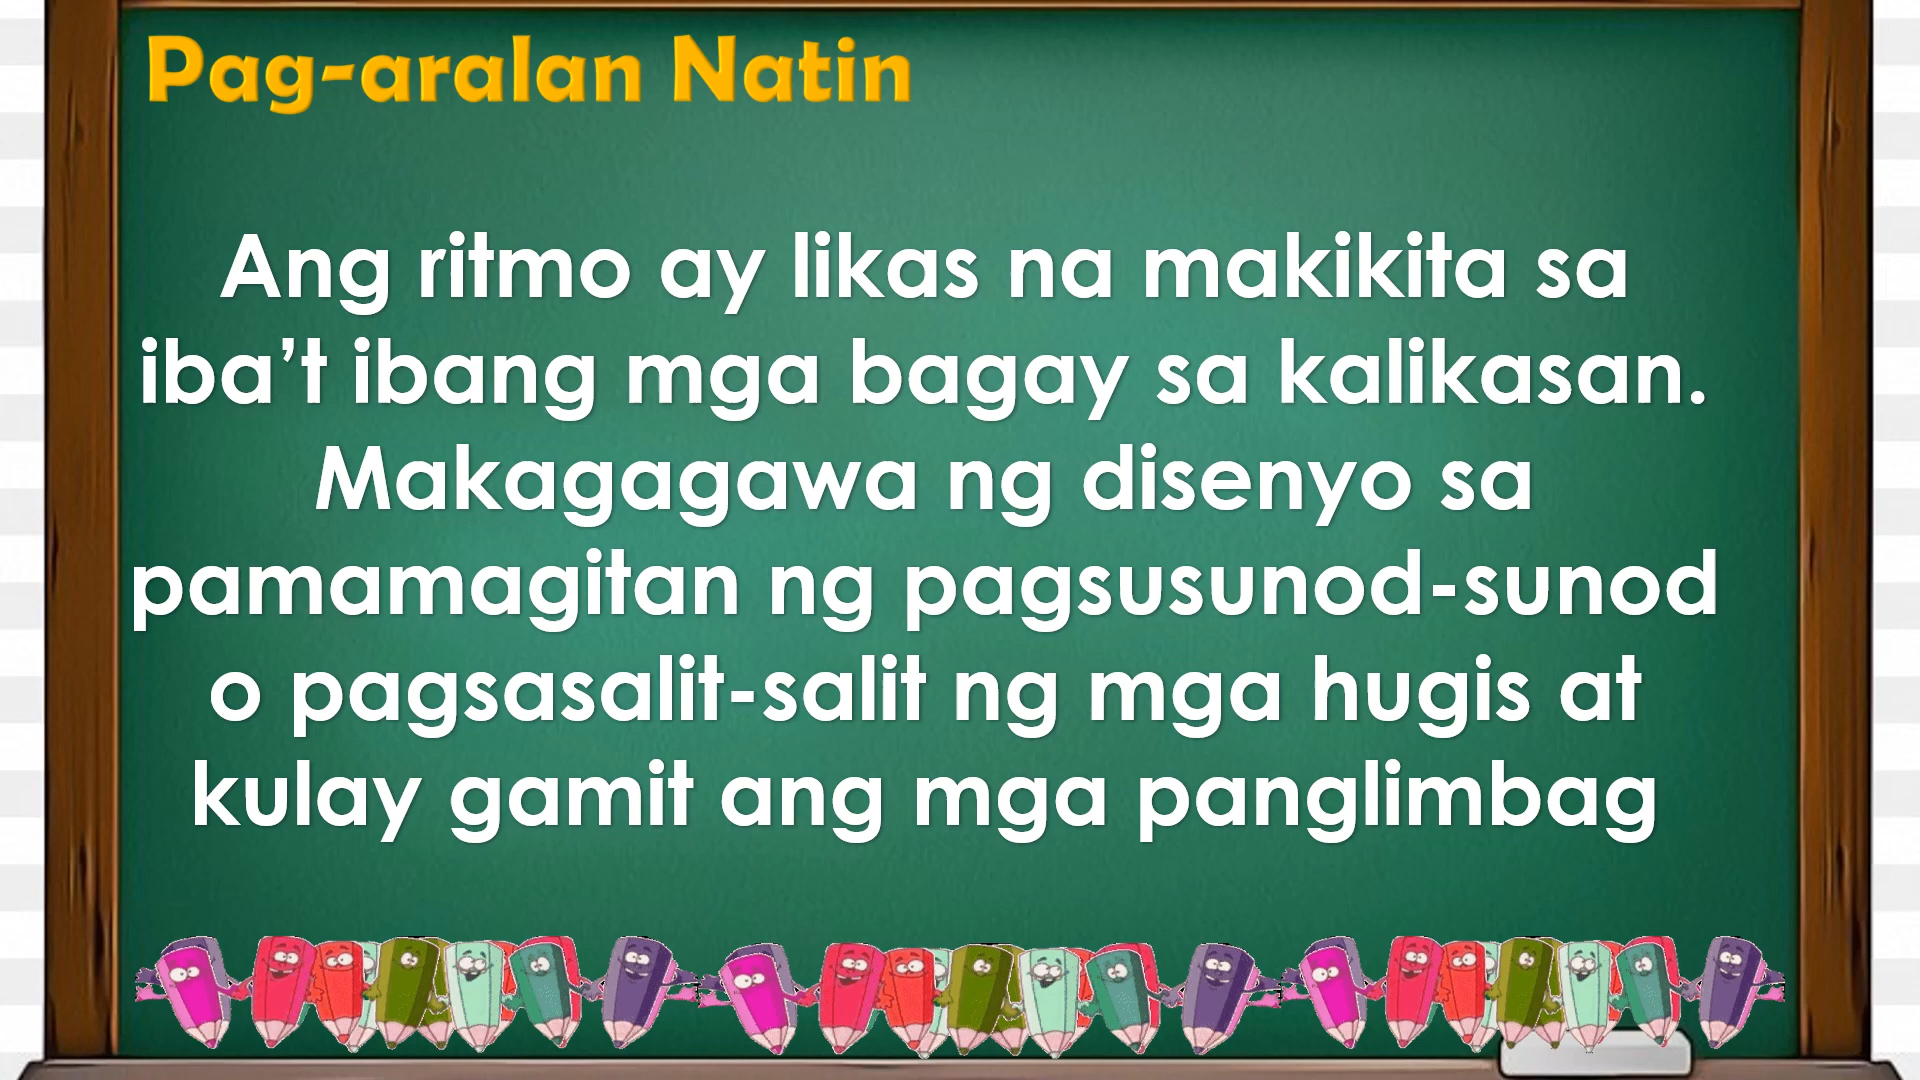 Pag-aralan Natin
Ang ritmo ay likas na makikita sa
iba’t ibang mga bagay sa kalikasan.
Makagagawa ng disenyo sa
pamamagitan ng pagsusunod-sunod
o pagsasalit-salit ng mga hugis at
kulay gamit ang mga panglimbag